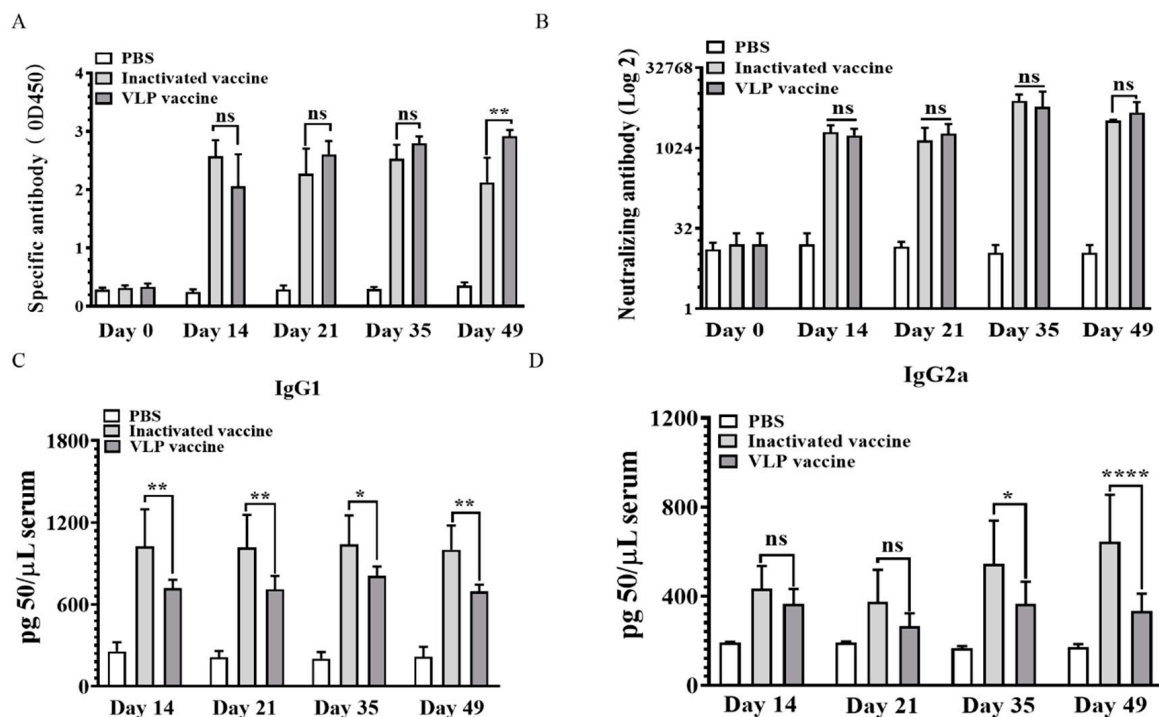 A
PBS
Inactivated vaccine
VLP vaccine
Specific antibody ( OD450)
4
3
2
1
0
ns
ns
ns
**
Day 0
Day 14
Day 21
Day 35
Day 49
B
PBS
Inactivated vaccine
VLP vaccine
Neutralizing antibody (Log 2)
32768
1024
32
1
ns
ns
ns
ns
Day 0
Day 14
Day 21
Day 35
Day 49
C
IgG1
PBS
Inactivated vaccine
VLP vaccine
pg 50/μL serum
1800
1200
600
0
**
**
*
**
Day 14
Day 21
Day 35
Day 49
D
IgG2a
PBS
Inactivated vaccine
VLP vaccine
pg 50/μL serum
1200
800
400
0
ns
ns
*
****
Day 14
Day 21
Day 35
Day 49